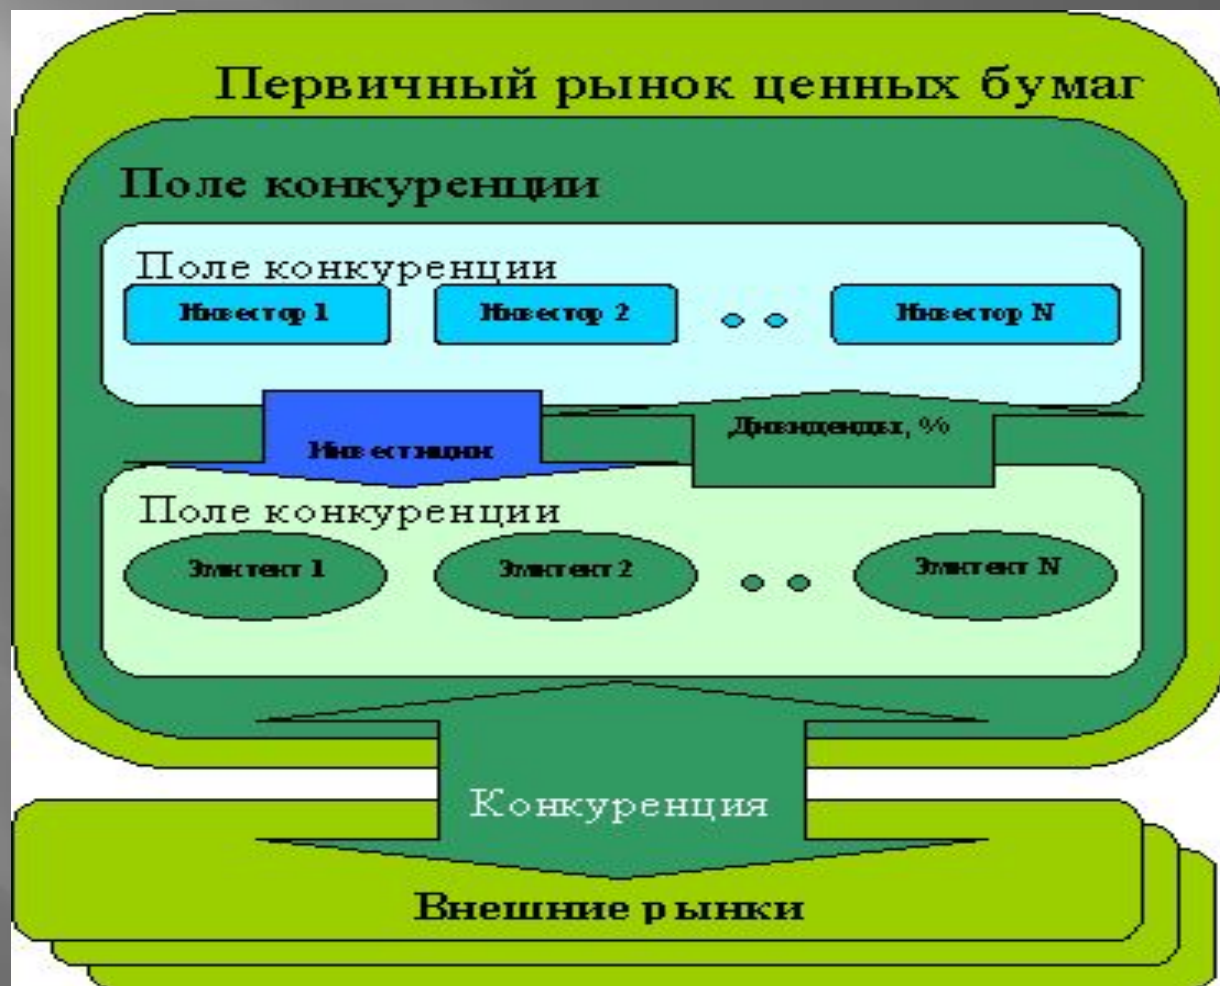 Первичный рынок ценных бумаг
Поле конкуренции
Поле конкуренции
Инвестор 1
Инвестор 2
Инвестор N
Инвестиции
Дивиденды, %
Поле конкуренции
Эмитент 1
Эмитент 2
Эмитент N
Конкуренция
Внешние рынки